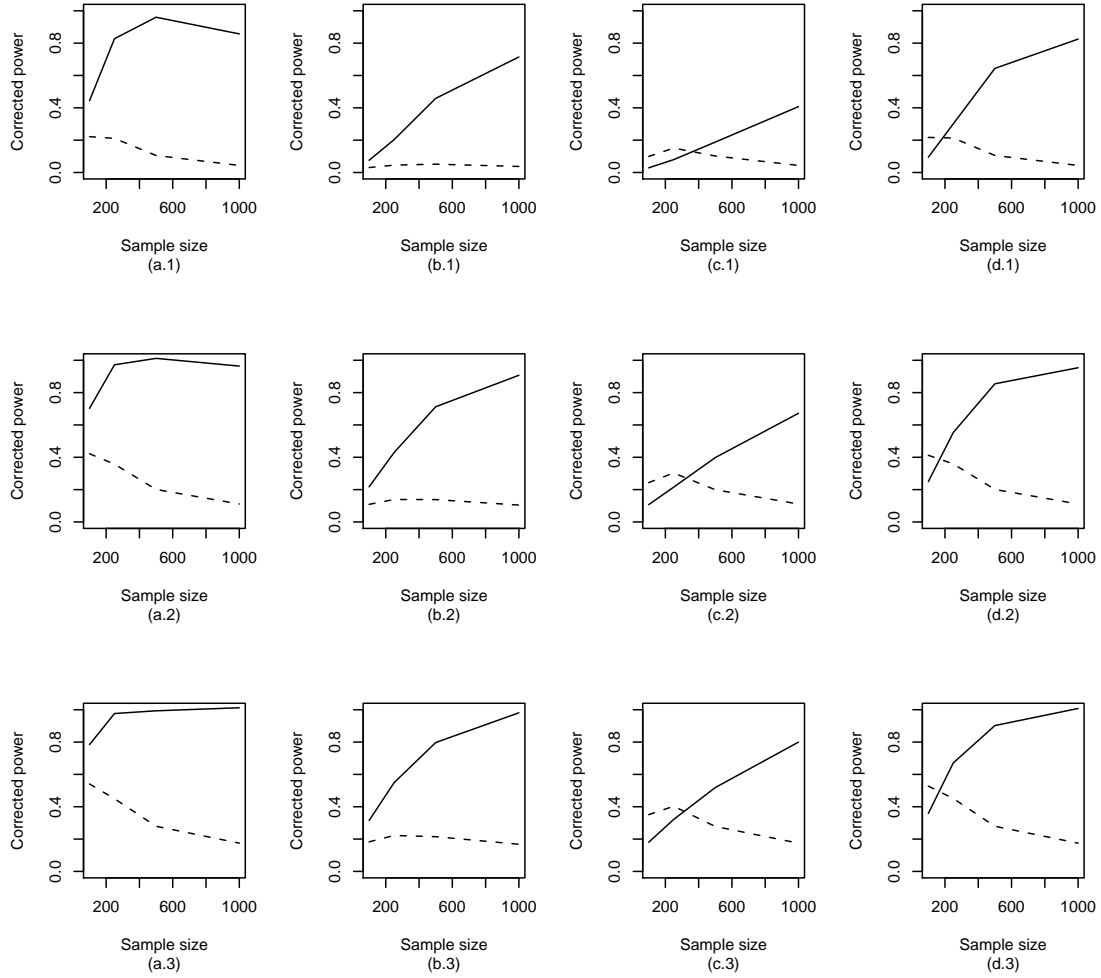 Corrected power
0.0 0.4 0.8
200 600 1000
Sample size
(a.1)
Corrected power
0.0 0.4 0.8
200 600 1000
Sample size
(b.1)
Corrected power
0.0 0.4 0.8
200 600 1000
Sample size
(c.1)
Corrected power
0.0 0.4 0.8
200 600 1000
Sample size
(d.1)
Corrected power
0.0 0.4 0.8
200 600 1000
Sample size
(a.2)
Corrected power
0.0 0.4 0.8
200 600 1000
Sample size
(b.2)
Corrected power
0.0 0.4 0.8
200 600 1000
Sample size
(c.2)
Corrected power
0.0 0.4 0.8
200 600 1000
Sample size
(d.2)
Corrected power
0.0 0.4 0.8
200 600 1000
Sample size
(a.3)
Corrected power
0.0 0.4 0.8
200 600 1000
Sample size
(b.3)
Corrected power
0.0 0.4 0.8
200 600 1000
Sample size
(c.3)
Corrected power
0.0 0.4 0.8
200 600 1000
Sample size
(d.3)